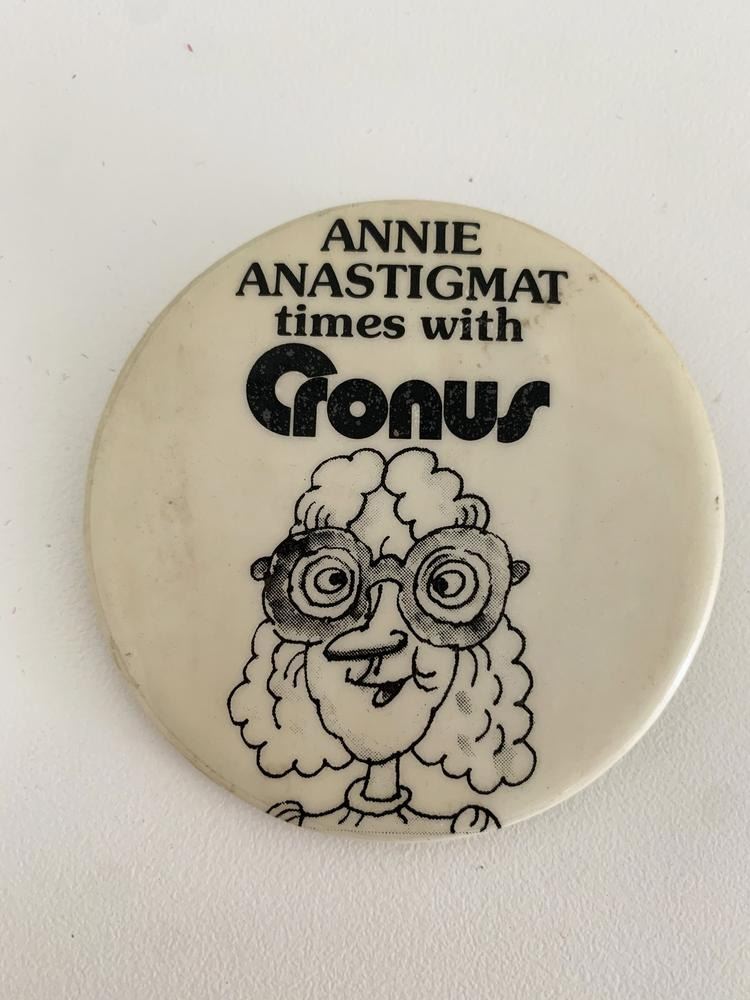 ANNIE
ANASTIGMAT
times with
Cronus